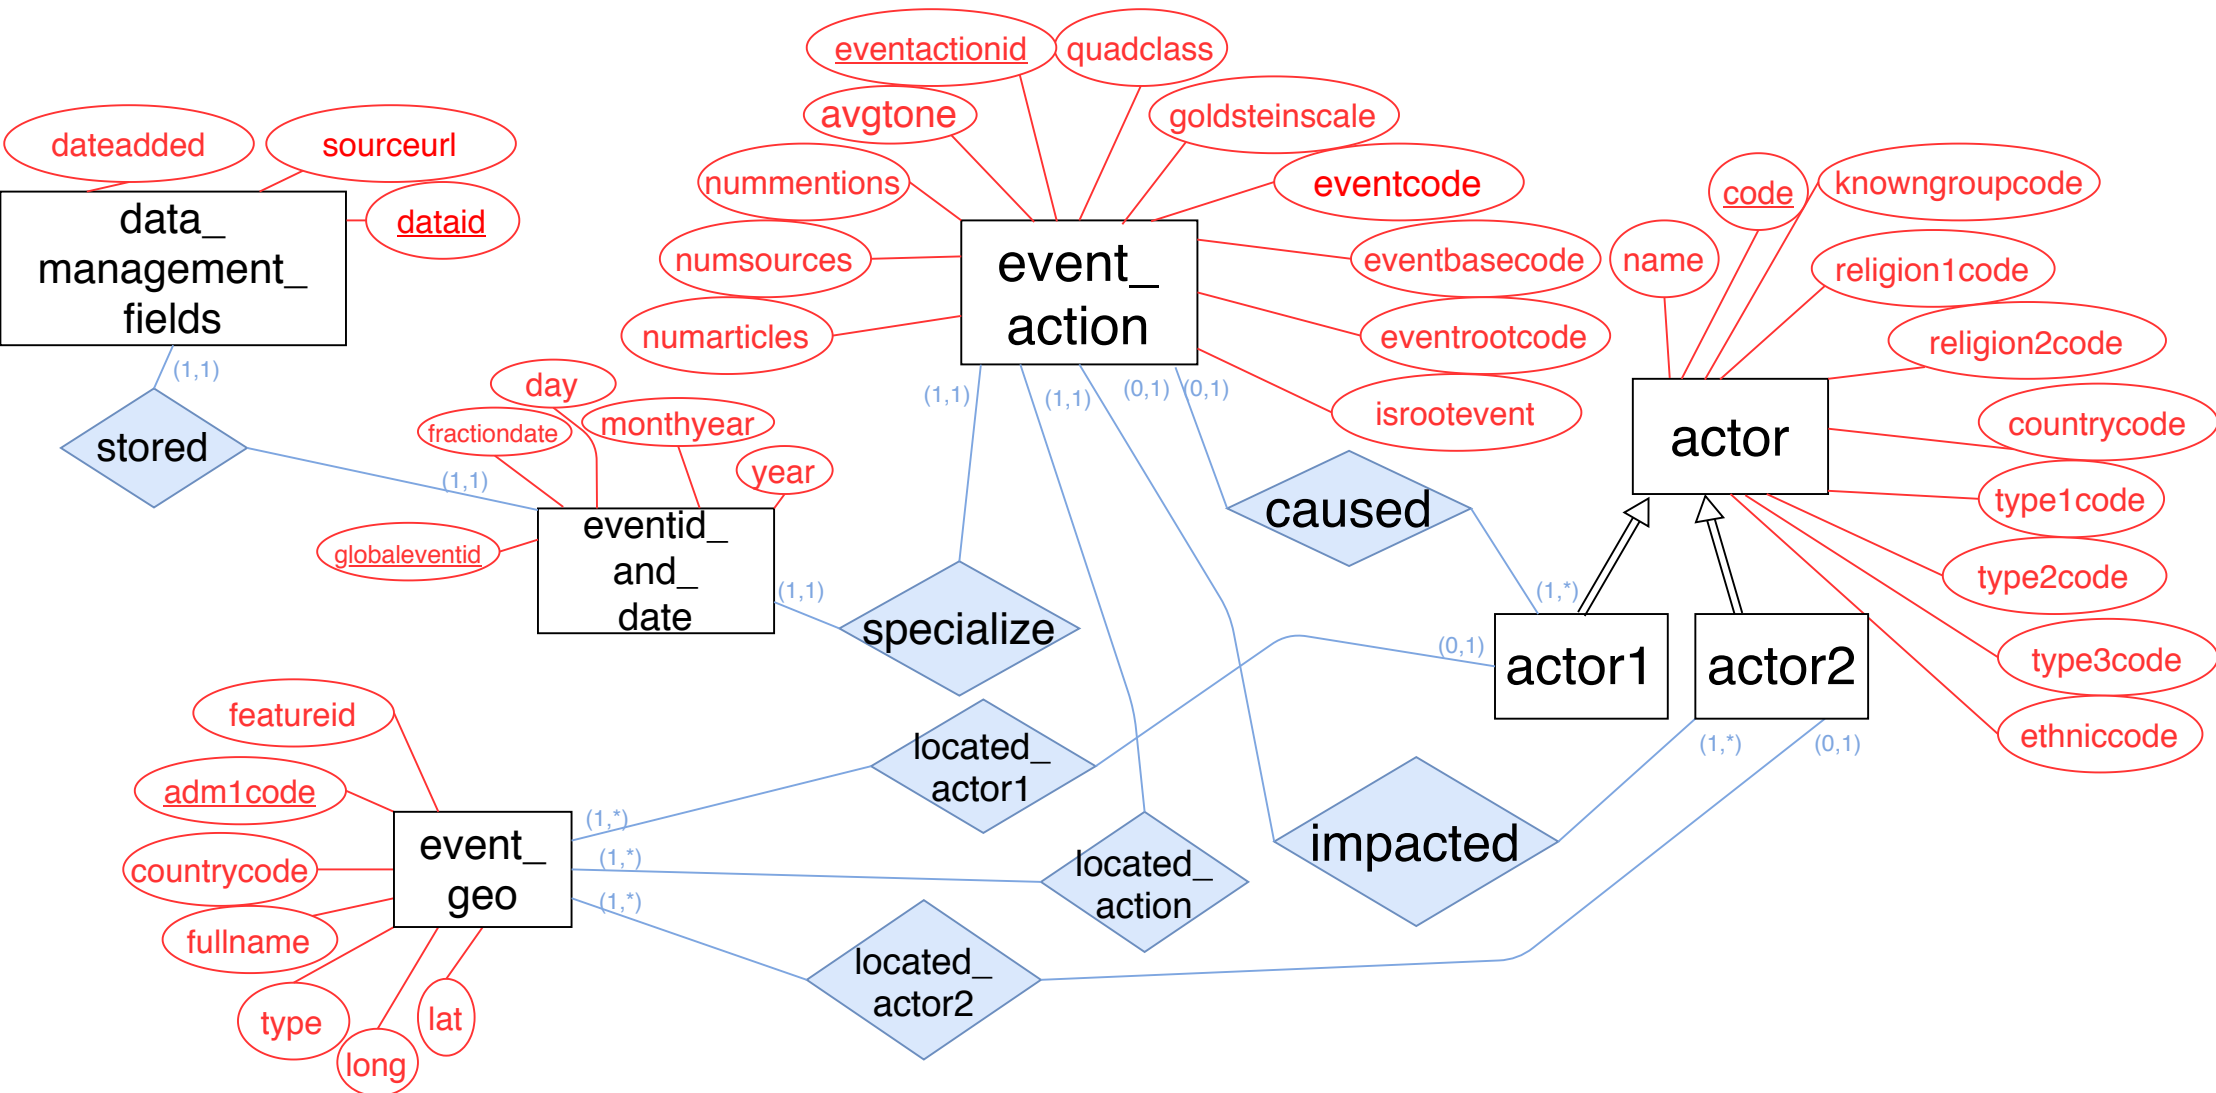 eventactionid
quadclass
avgtone
goldsteinscale
dateadded
sourceurl
nummentions
eventcode
code
knowngroupcode
dataid
data_
management_
fields
numsources
event_
action
eventbasecode
name
religion1code
numarticles
eventrootcode
religion2code
(1,1)
day
(1,1)
(1,1)
(0,1)
(0,1)
isrootevent
actor
countrycode
fractiondate
monthyear
stored
(1,1)
year
caused
type1code
globaleventid
eventid_
and_
date
(1,1)
specialize
(1,*)
type2code
(0,1)
actor1
actor2
type3code
featureid
located_
actor1
(1,*)
(0,1)
ethniccode
adm1code
(1,*)
event_
geo
(1,*)
located_
action
impacted
countrycode
(1,*)
fullname
located_
actor2
type
lat
long